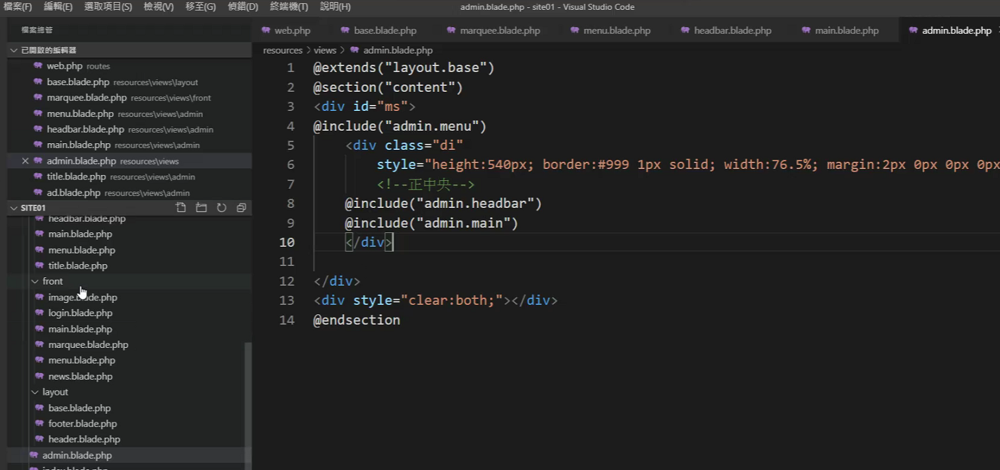 檔案(F) 編輯(E) 選取項目(S) 檢視(V) 移至(G) 偵錯(D) 終端機(T) 說明(H) admin.blade.php - site01 - Visual Studio Code
檔案總管
已開啟的編輯器
web.php routes
base.blade.php resources\views\layout
marquee.blade.php resources\views\front
menu.blade.php resources\views\admin
headbar.blade.php resources\views\admin
main.blade.php resources\views\admin
admin.blade.php resources\views
title.blade.php resources\views\admin
ad.blade.php resources\views\admin
SITE01
headbar.blade.php
main.blade.php
menu.blade.php
title.blade.php
front
image.blade.php
login.blade.php
main.blade.php
marquee.blade.php
menu.blade.php
news.blade.php
layout
base.blade.php
footer.blade.php
header.blade.php
admin.blade.php
index.blade.php
web.php base.blade.php marquee.blade.php menu.blade.php headbar.blade.php main.blade.php admin.blade.php
resources > views > admin.blade.php
1 @extends("layout.base")
2 @section("content")
3 <div id="ms">
4 @include("admin.menu")
5 <div class="di"
6 style="height:540px; border:#999 1px solid; width:76.5%; margin:2px 0px 0px 0px
7 <!--正中央-->
8 @include("admin.headbar")
9 @include("admin.main")
10 </div>
11
12 </div>
13 <div style="clear:both;"></div>
14 @endsection